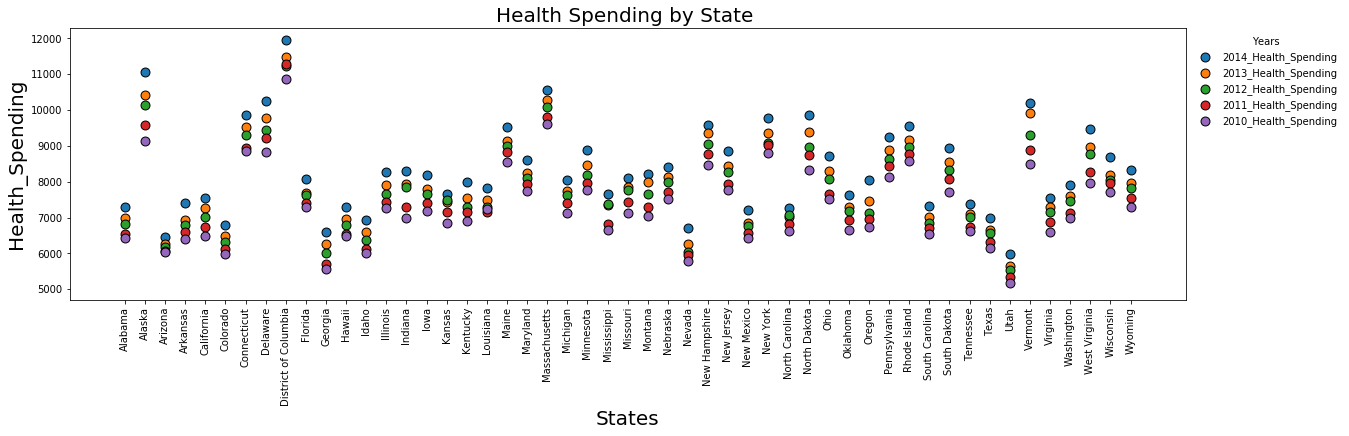 Health Spending by State
Health_Spending
12000
11000
10000
9000
8000
7000
6000
5000
Alabama
Alaska
Arizona
Arkansas
California
Colorado
Connecticut
Delaware
District of Columbia
Florida
Georgia
Hawaii
Idaho
Illinois
Indiana
Iowa
Kansas
Kentucky
Louisiana
Maine
Maryland
Massachusetts
Michigan
Minnesota
Mississippi
Missouri
Montana
Nebraska
Nevada
New Hampshire
New Jersey
New Mexico
New York
North Carolina
North Dakota
Ohio
Oklahoma
Oregon
Pennsylvania
Rhode Island
South Carolina
South Dakota
Tennessee
Texas
Utah
Vermont
Virginia
Washington
West Virginia
Wisconsin
Wyoming
States
Years
2014_Health_Spending
2013_Health_Spending
2012_Health_Spending
2011_Health_Spending
2010_Health_Spending